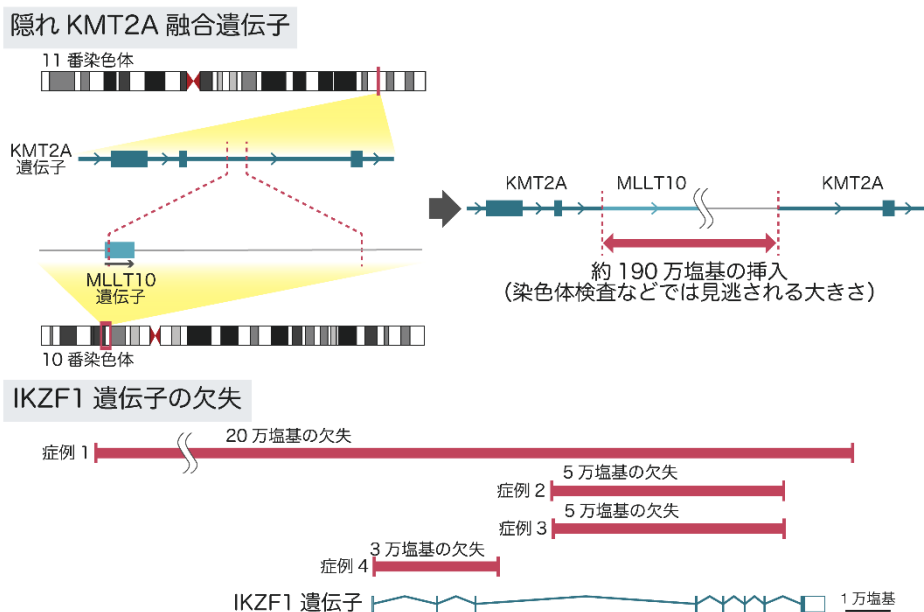 隠れ KMT2A 融合遺伝子
11 番染色体
KMT2A
遺伝子
MLLT10
遺伝子
10 番染色体
KMT2A
MLLT10
KMT2A
約 190 万塩基の挿入
（染色体検査などでは見逃される大きさ）
IKZF1 遺伝子の欠失
症例 1
20 万塩基の欠失
症例 2
5 万塩基の欠失
症例 3
5 万塩基の欠失
症例 4
3 万塩基の欠失
IKZF1 遺伝子
1 万塩基